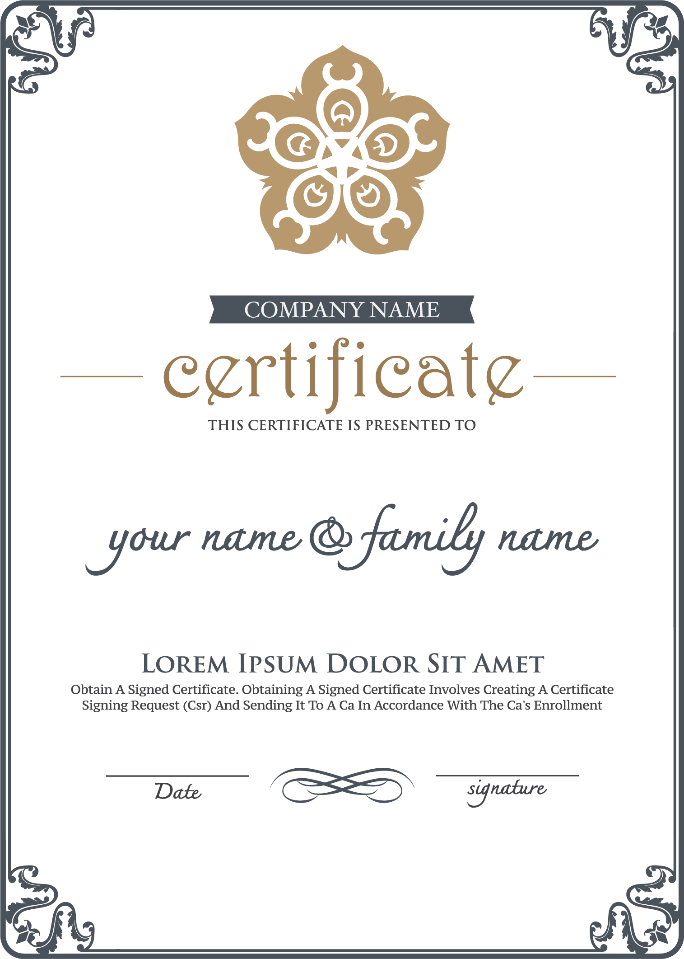 COMPANY NAME
certificate
THIS CERTIFICATE IS PRESENTED TO
your name & family name
Lorem Ipsum Dolor Sit Amet
Obtain A Signed Certificate. Obtaining A Signed Certificate Involves Creating A Certificate
Signing Request (Csr) And Sending It To A Ca In Accordance With The Ca's Enrollment
Date
signature